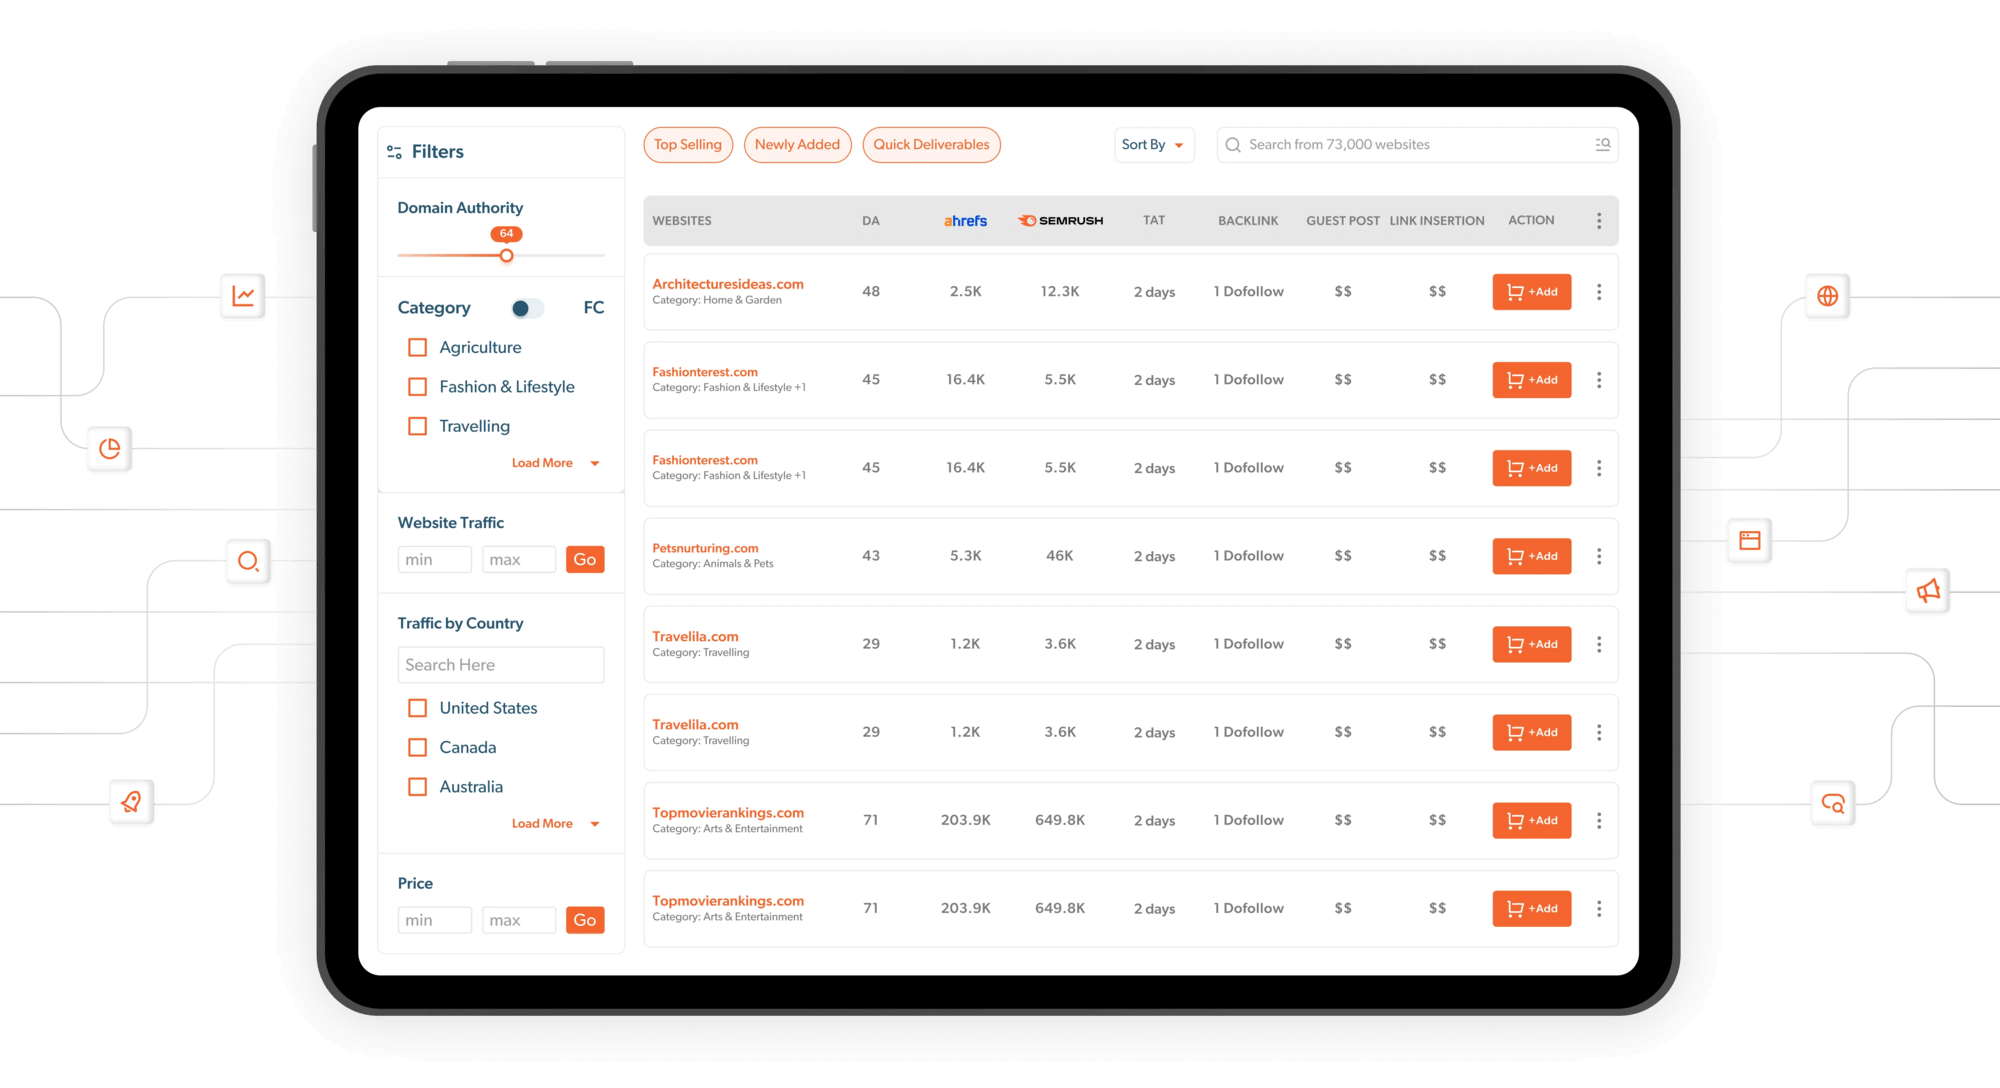 Filters
Domain Authority
64
Category FC
Agriculture
Fashion & Lifestyle
Travelling
Load More
Website Traffic
min max Go
Traffic by Country
Search Here
United States
Canada
Australia
Load More
Price
min max Go
Top Selling Newly Added Quick Deliverables Sort By Search from 73,000 websites
WEBSITES DA ahrefs SEMRUSH TAT BACKLINK GUEST POST LINK INSERTION ACTION
Architecturesideas.com
Category: Home & Garden
48 2.5K 12.3K 2 days 1 Dofollow $$ $$ +Add
Fashionterest.com
Category: Fashion & Lifestyle +1
45 16.4K 5.5K 2 days 1 Dofollow $$ $$ +Add
Fashionterest.com
Category: Fashion & Lifestyle +1
45 16.4K 5.5K 2 days 1 Dofollow $$ $$ +Add
Petsnurturing.com
Category: Animals & Pets
43 5.3K 46K 2 days 1 Dofollow $$ $$ +Add
Travelila.com
Category: Travelling
29 1.2K 3.6K 2 days 1 Dofollow $$ $$ +Add
Travelila.com
Category: Travelling
29 1.2K 3.6K 2 days 1 Dofollow $$ $$ +Add
Topmovierankings.com
Category: Arts & Entertainment
71 203.9K 649.8K 2 days 1 Dofollow $$ $$ +Add
Topmovierankings.com
Category: Arts & Entertainment
71 203.9K 649.8K 2 days 1 Dofollow $$ $$ +Add